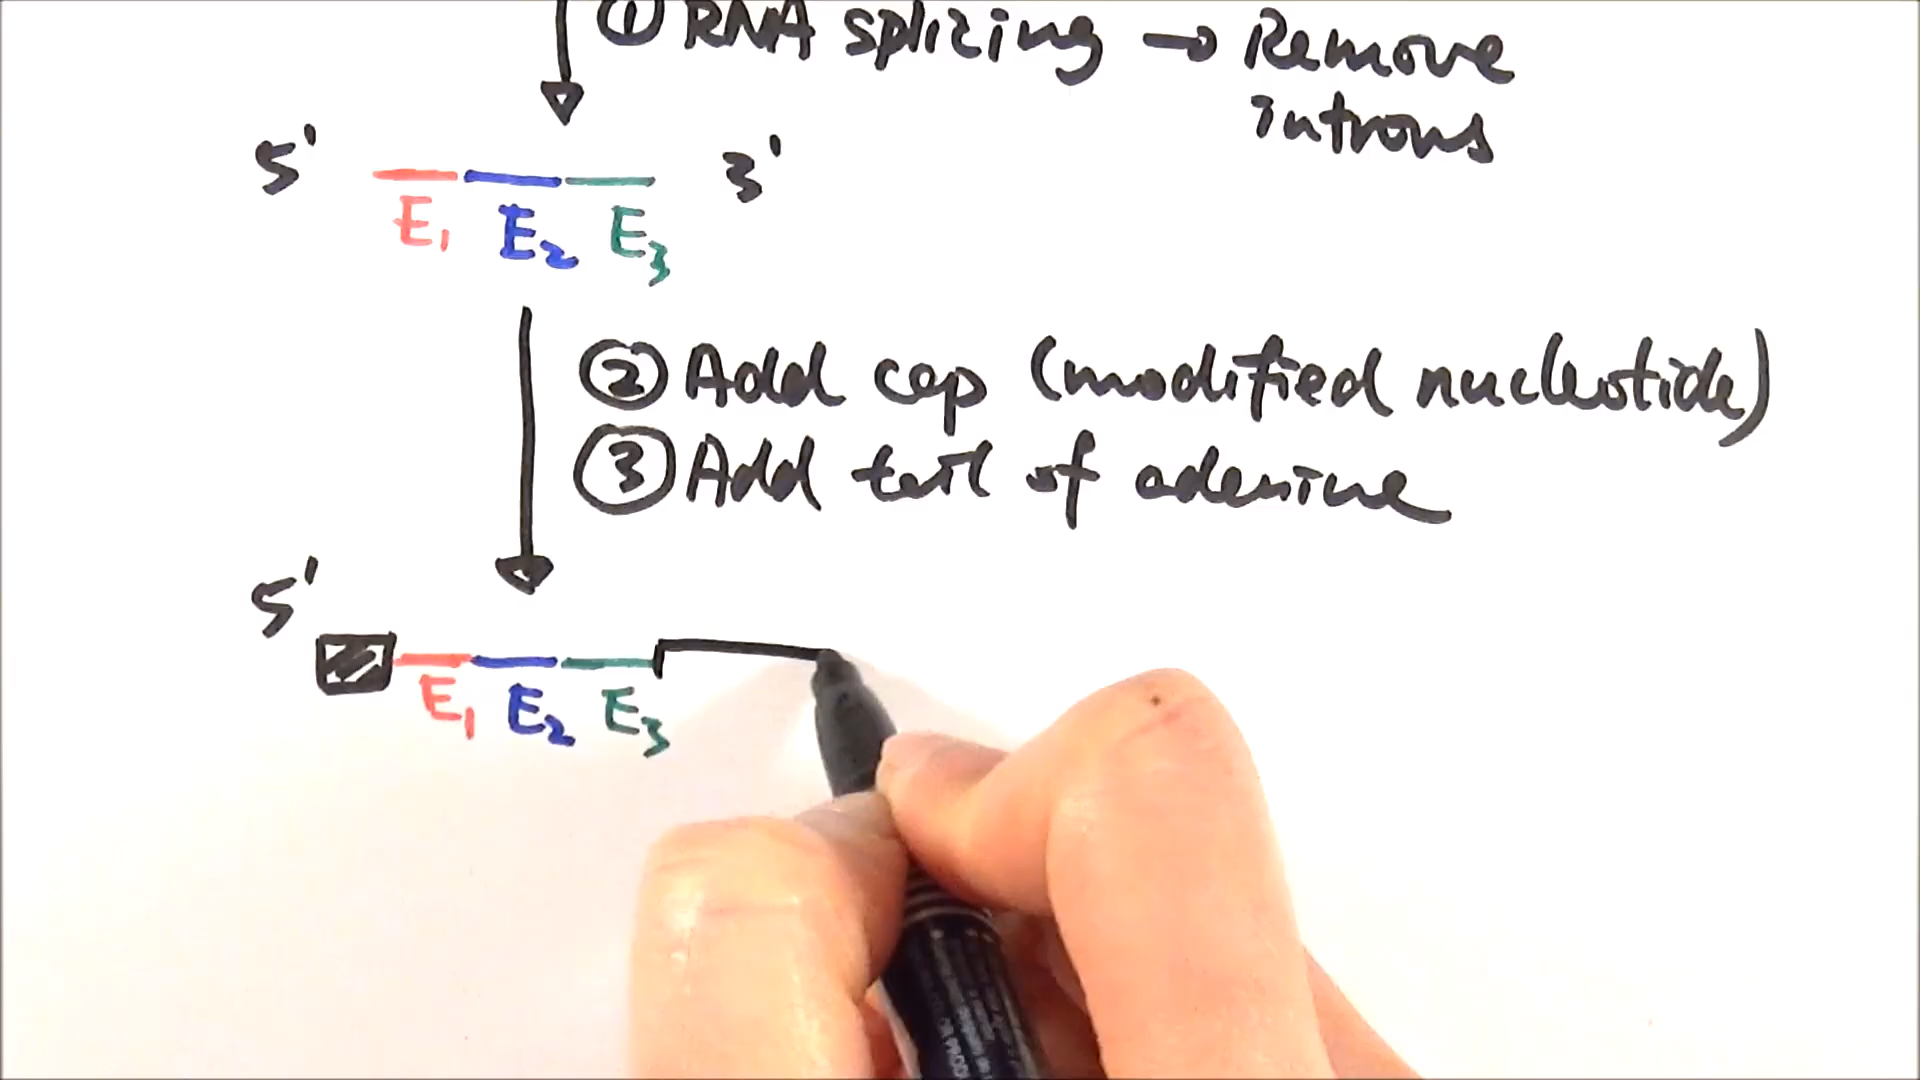 ① RNA splicing → Remove
introns
5' 3'
E1 E2 E3
② Add cap (modified nucleotide)
③ Add tail of adenine
5'
E1 E2 E3